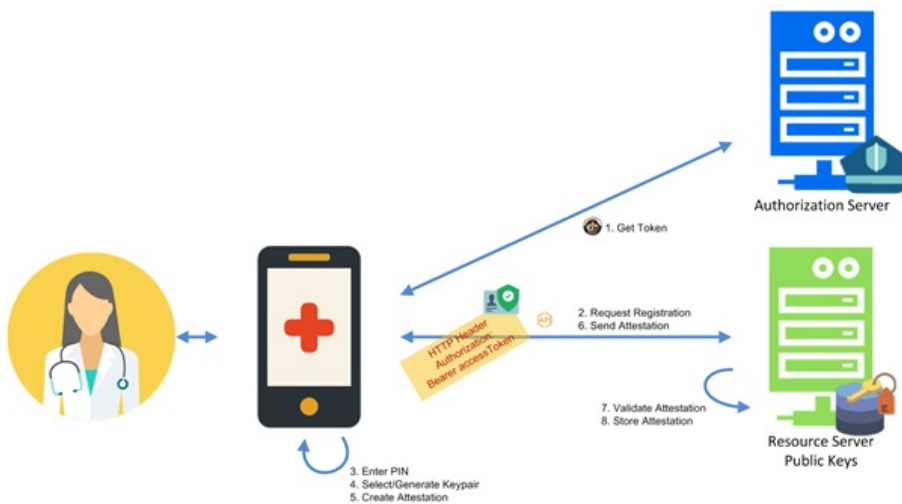 Authorization Server
1. Get Token
2. Request Registration
6. Send Attestation
API
HTTP Header
Authorization:
Bearer accessToken
7. Validate Attestation
8. Store Attestation
Resource Server
Public Keys
3. Enter PIN
4. Select/Generate Keypair
5. Create Attestation